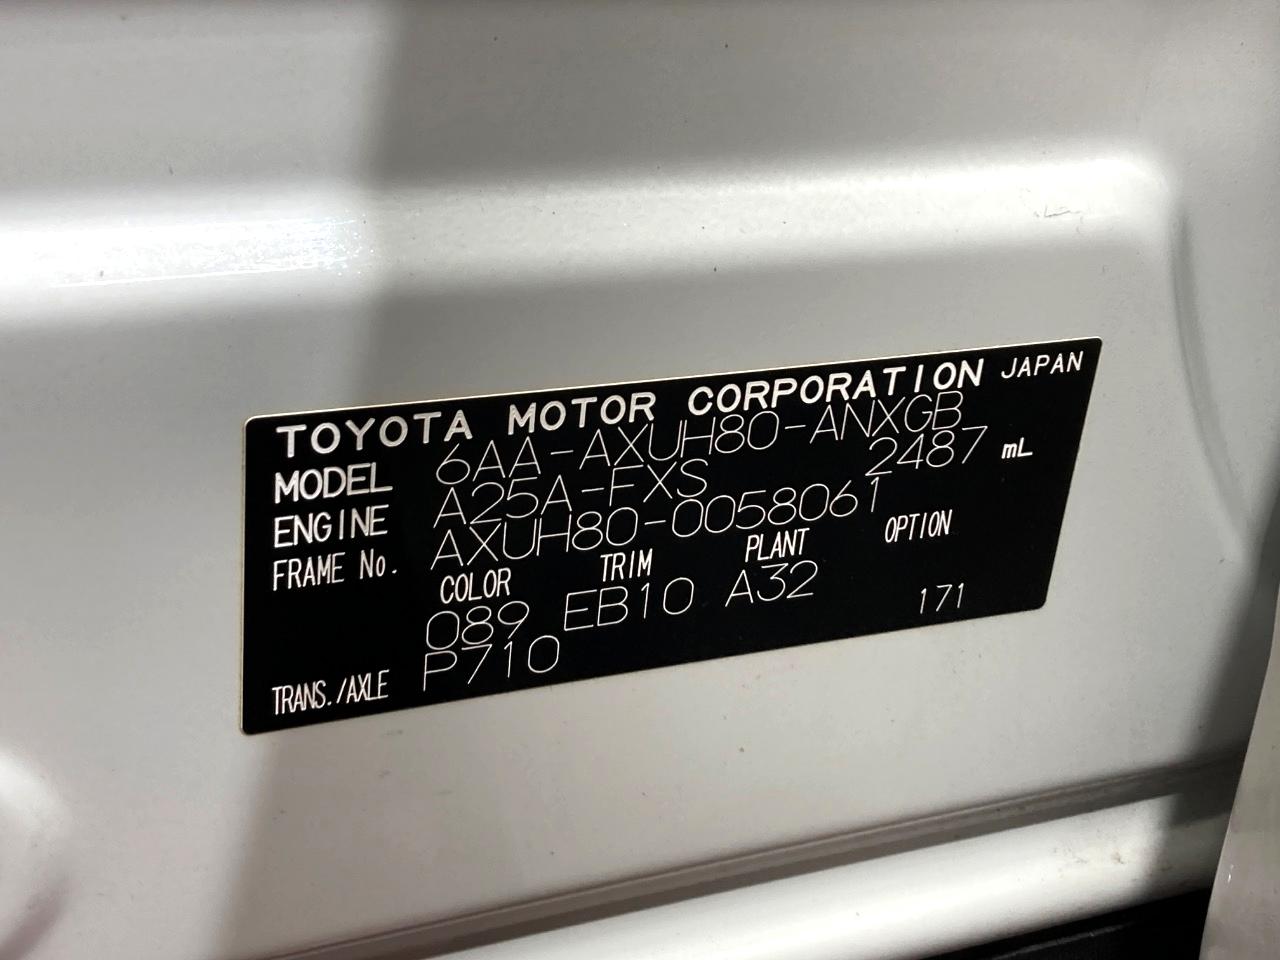 TOYOTA MOTOR CORPORATION JAPAN
MODEL 6AA-AXUH80-ANXGB
ENGINE A25A-FXS 2487 mL
FRAME No. AXUH80-0058061
COLOR TRIM PLANT OPTION
089 EB10 A32 171
TRANS./AXLE P710